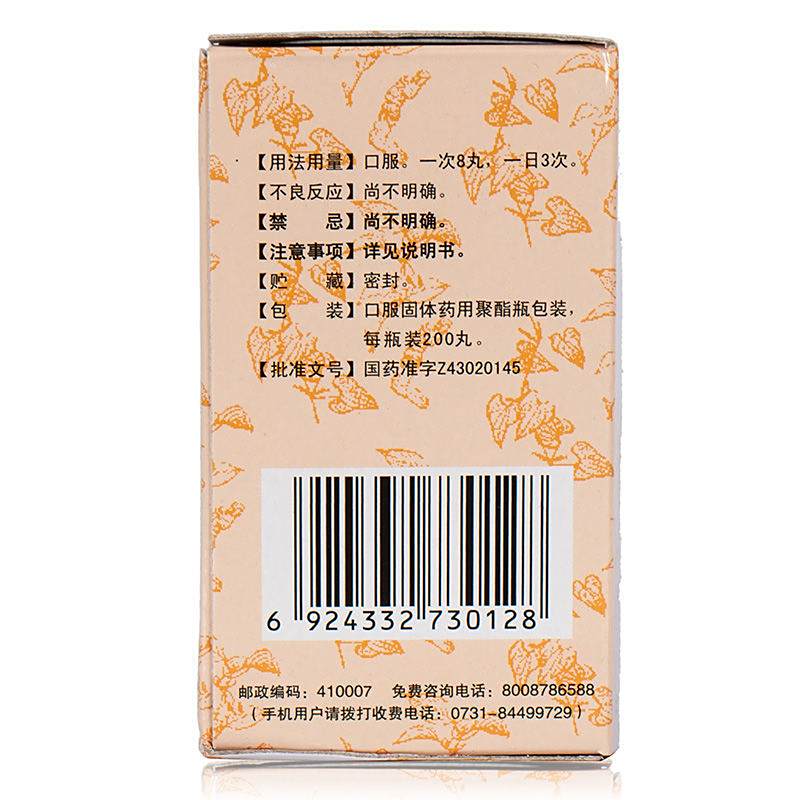 【用法用量】口服。一次8丸，一日3次。
【不良反应】尚不明确。
【禁　　忌】尚不明确。
【注意事项】详见说明书。
【贮　　藏】密封。
【包　　装】口服固体药用聚酯瓶包装，
每瓶装200丸。
【批准文号】国药准字Z43020145
6 924332 730128
邮政编码：410007　免费咨询电话：8008786588
（手机用户请拨打收费电话：0731-84499729）